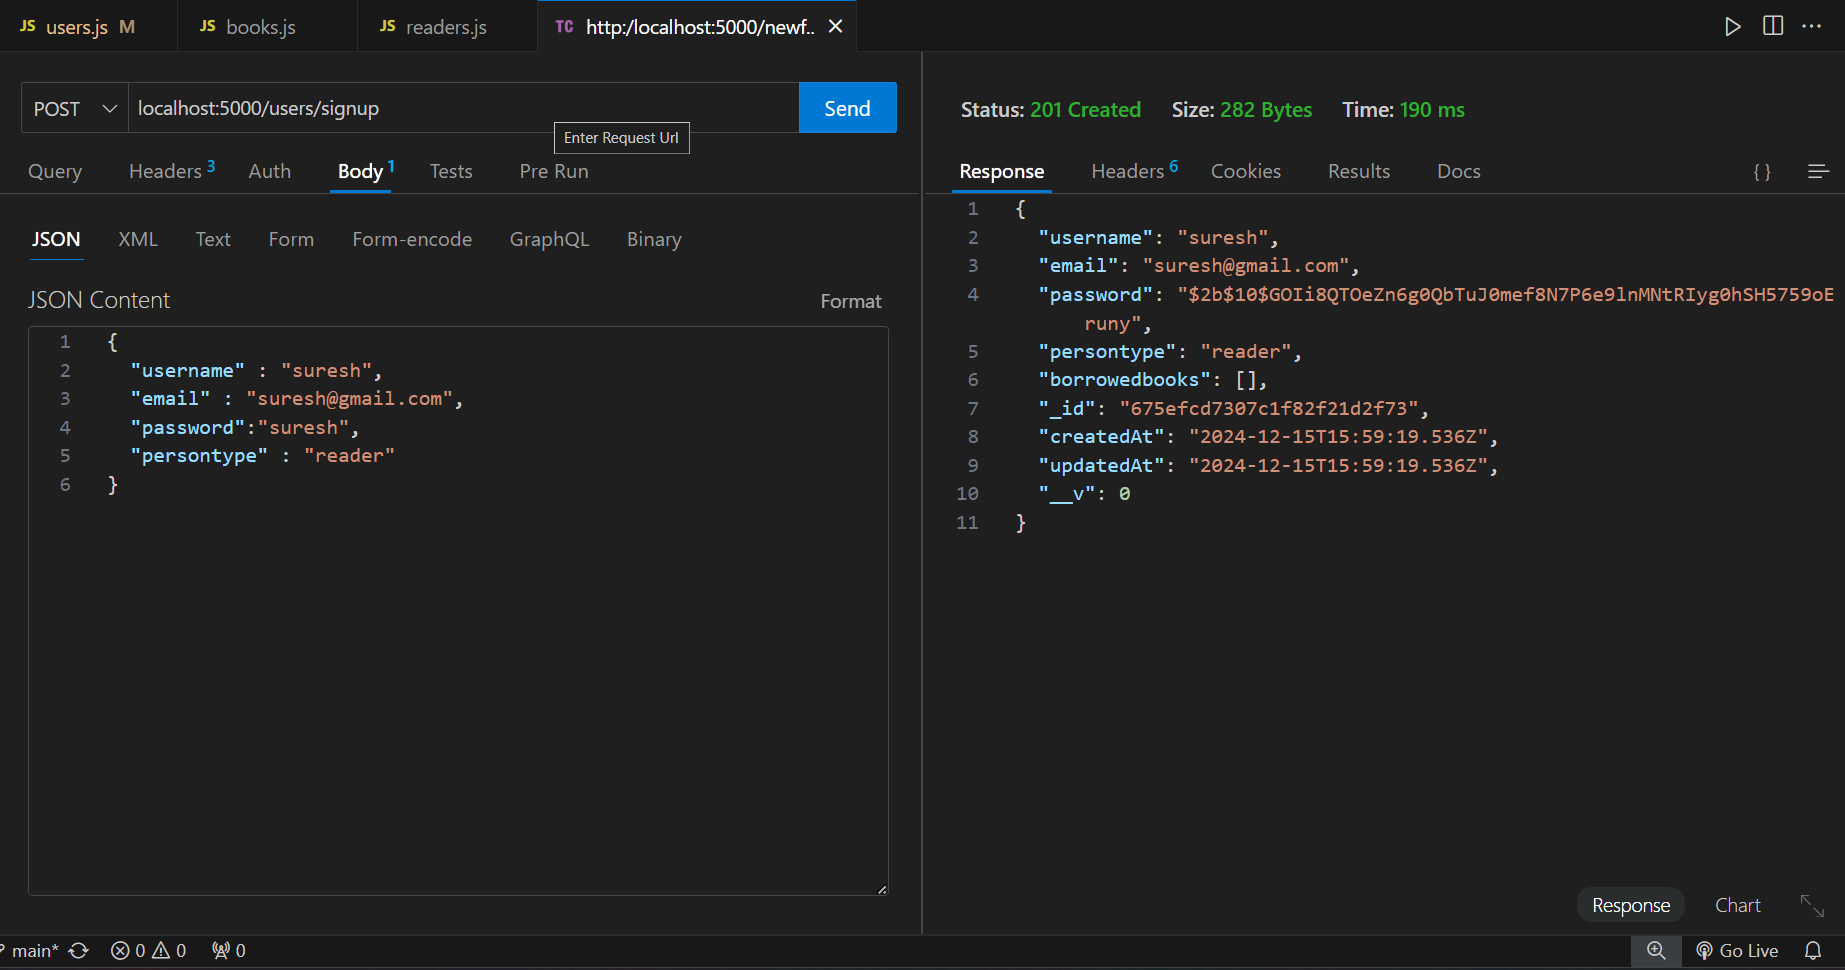 JS users.js M JS books.js JS readers.js TC http:/localhost:5000/newf..
POST localhost:5000/users/signup Send
Enter Request Url
Query Headers 3 Auth Body 1 Tests Pre Run
JSON XML Text Form Form-encode GraphQL Binary
JSON Content Format
1 {
2 "username" : "suresh",
3 "email" : "suresh@gmail.com",
4 "password":"suresh",
5 "persontype" : "reader"
6 }
Status: 201 Created Size: 282 Bytes Time: 190 ms
Response Headers 6 Cookies Results Docs { }
1 {
2 "username": "suresh",
3 "email": "suresh@gmail.com",
4 "password": "$2b$10$GOIi8QTOeZn6g0QbTuJ0mef8N7P6e9lnMNtRIyg0hSH5759oE
runy",
5 "persontype": "reader",
6 "borrowedbooks": [],
7 "_id": "675efcd7307c1f82f21d2f73",
8 "createdAt": "2024-12-15T15:59:19.536Z",
9 "updatedAt": "2024-12-15T15:59:19.536Z",
10 "__v": 0
11 }
Response Chart
main* 0 0 0 Go Live